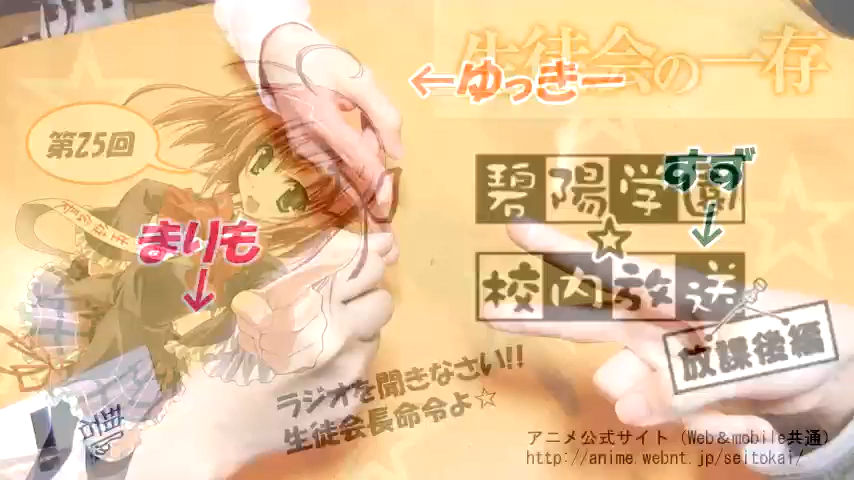 生徒会の一存
←ゆっきー
第25回
碧陽学園
すず
↓
☆
まりも
↓
校内放送
放課後編
ラジオを聞きなさい!!
生徒会長命令よ☆
アニメ公式サイト (Web&mobile共通)
http://anime.webnt.jp/seitokai/